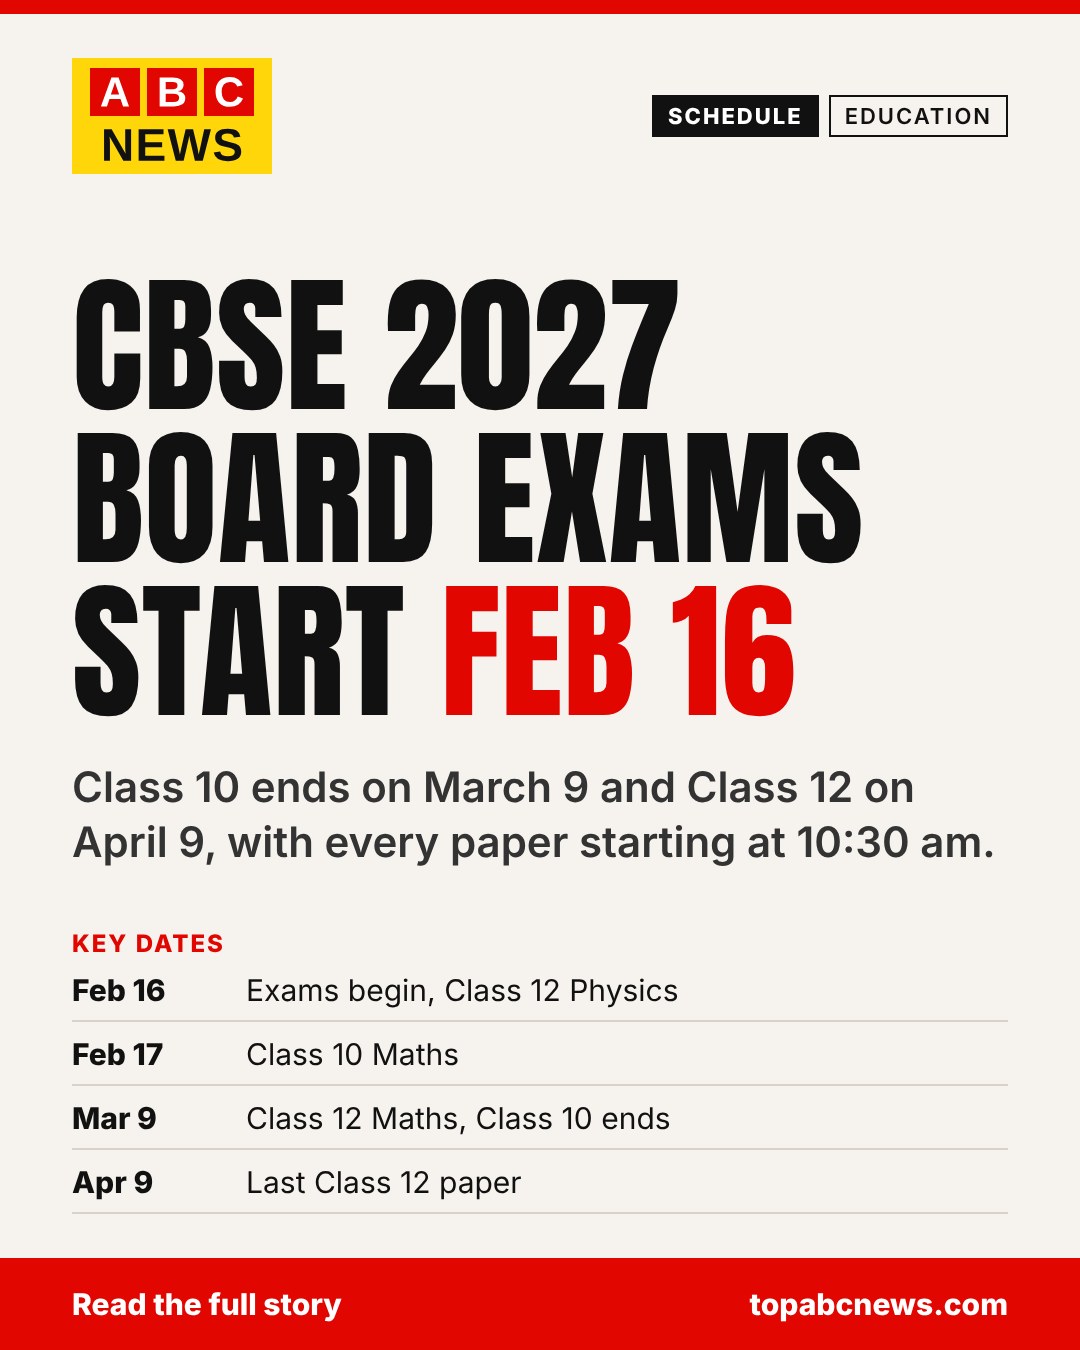 ABC
NEWS
SCHEDULE
EDUCATION
CBSE 2027
BOARD EXAMS
START FEB 16
Class 10 ends on March 9 and Class 12 on
April 9, with every paper starting at 10:30 am.
KEY DATES
Feb 16 Exams begin, Class 12 Physics
Feb 17 Class 10 Maths
Mar 9 Class 12 Maths, Class 10 ends
Apr 9 Last Class 12 paper
Read the full story
topabcnews.com